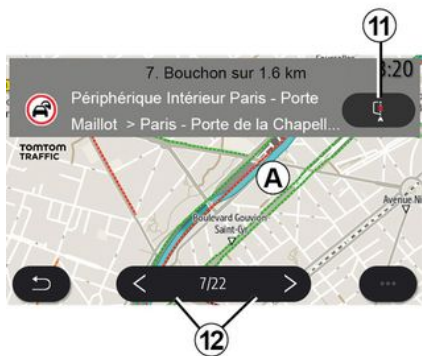 11
7. Bouchon sur 1.6 km
3:20
Périphérique Intérieur Paris - Porte
Maillot > Paris - Porte de la Chapell...
TOMTOM
TRAFFIC
A
Avenue Ni
Boulevard Gouvion
Saint-Cyr
< 7/22 >
12